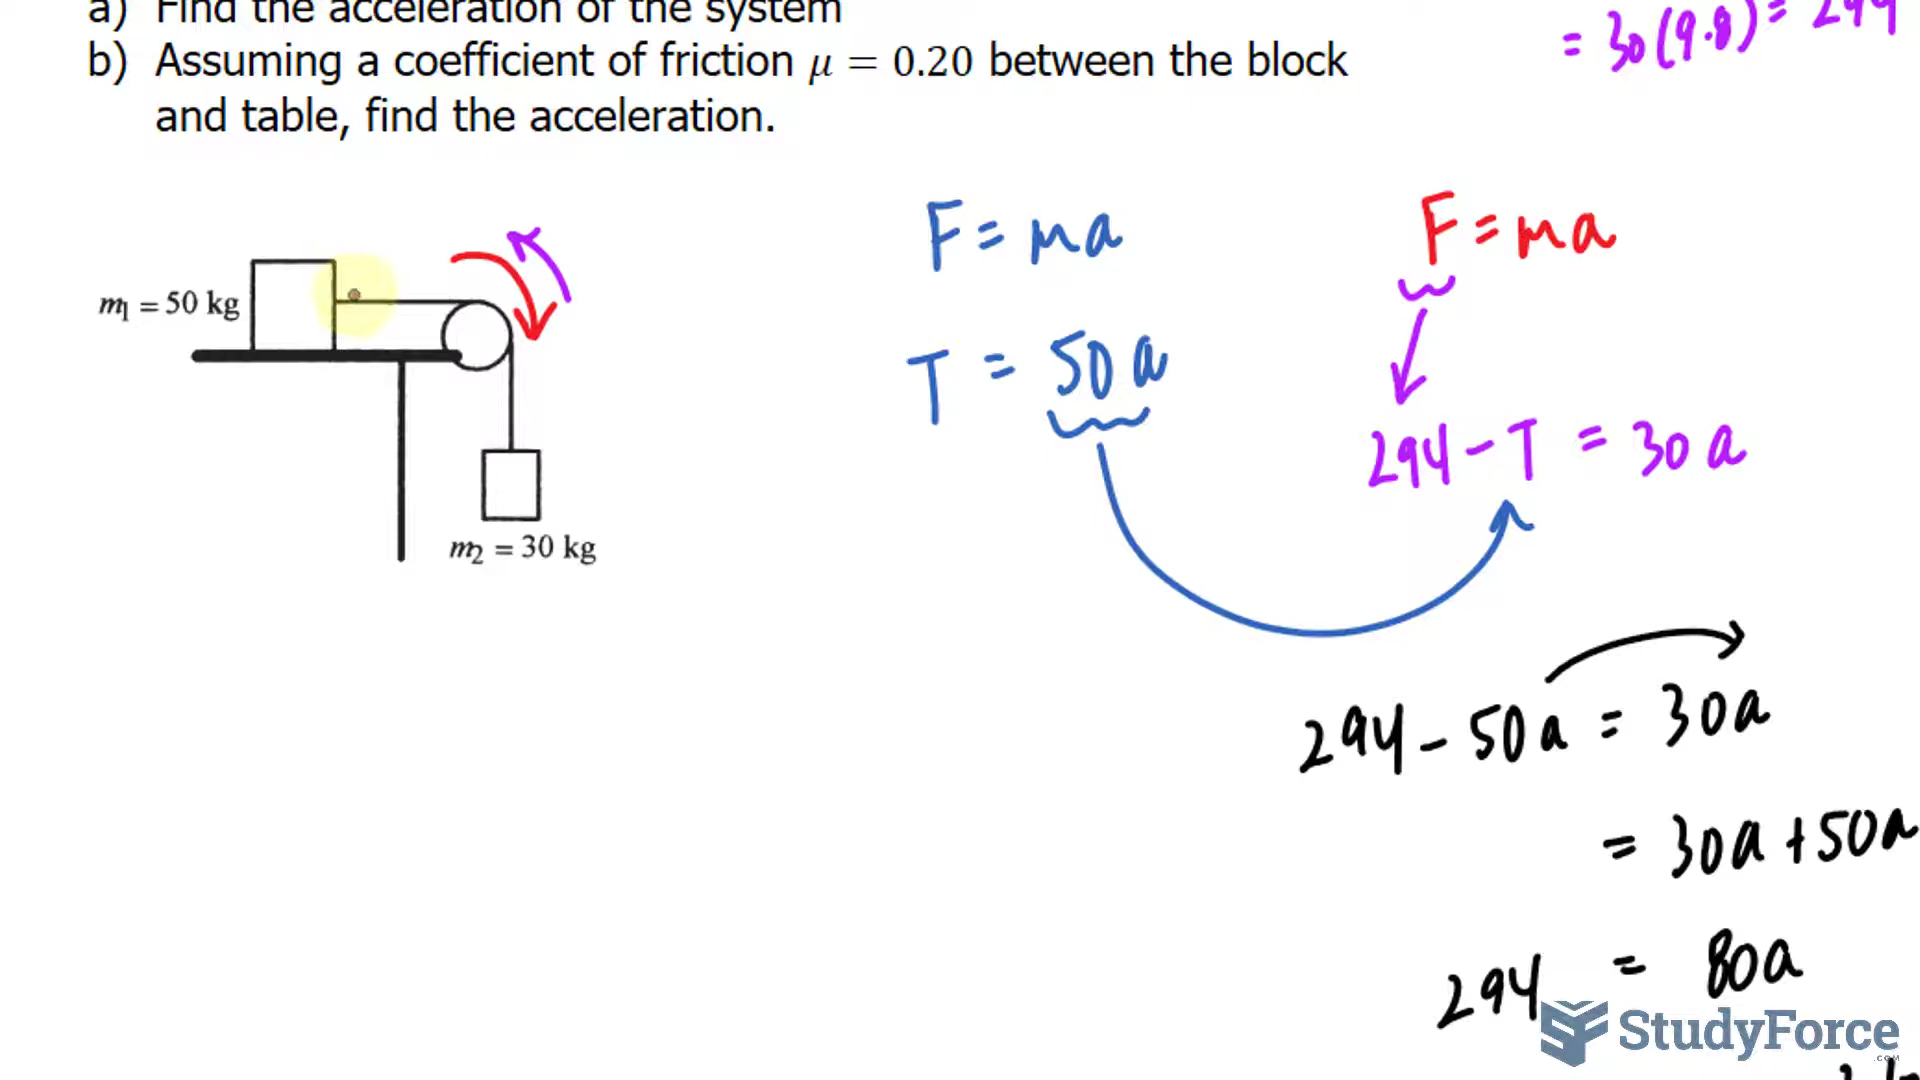 a) Find the acceleration of the system
= 30(9.8) = 294
b) Assuming a coefficient of friction μ = 0.20 between the block
and table, find the acceleration.
F = ma
F = ma
m1 = 50 kg
T = 50a
294 - T = 30a
m2 = 30 kg
294 - 50a = 30a
= 30a + 50a
294 = 80a
StudyForce
.COM